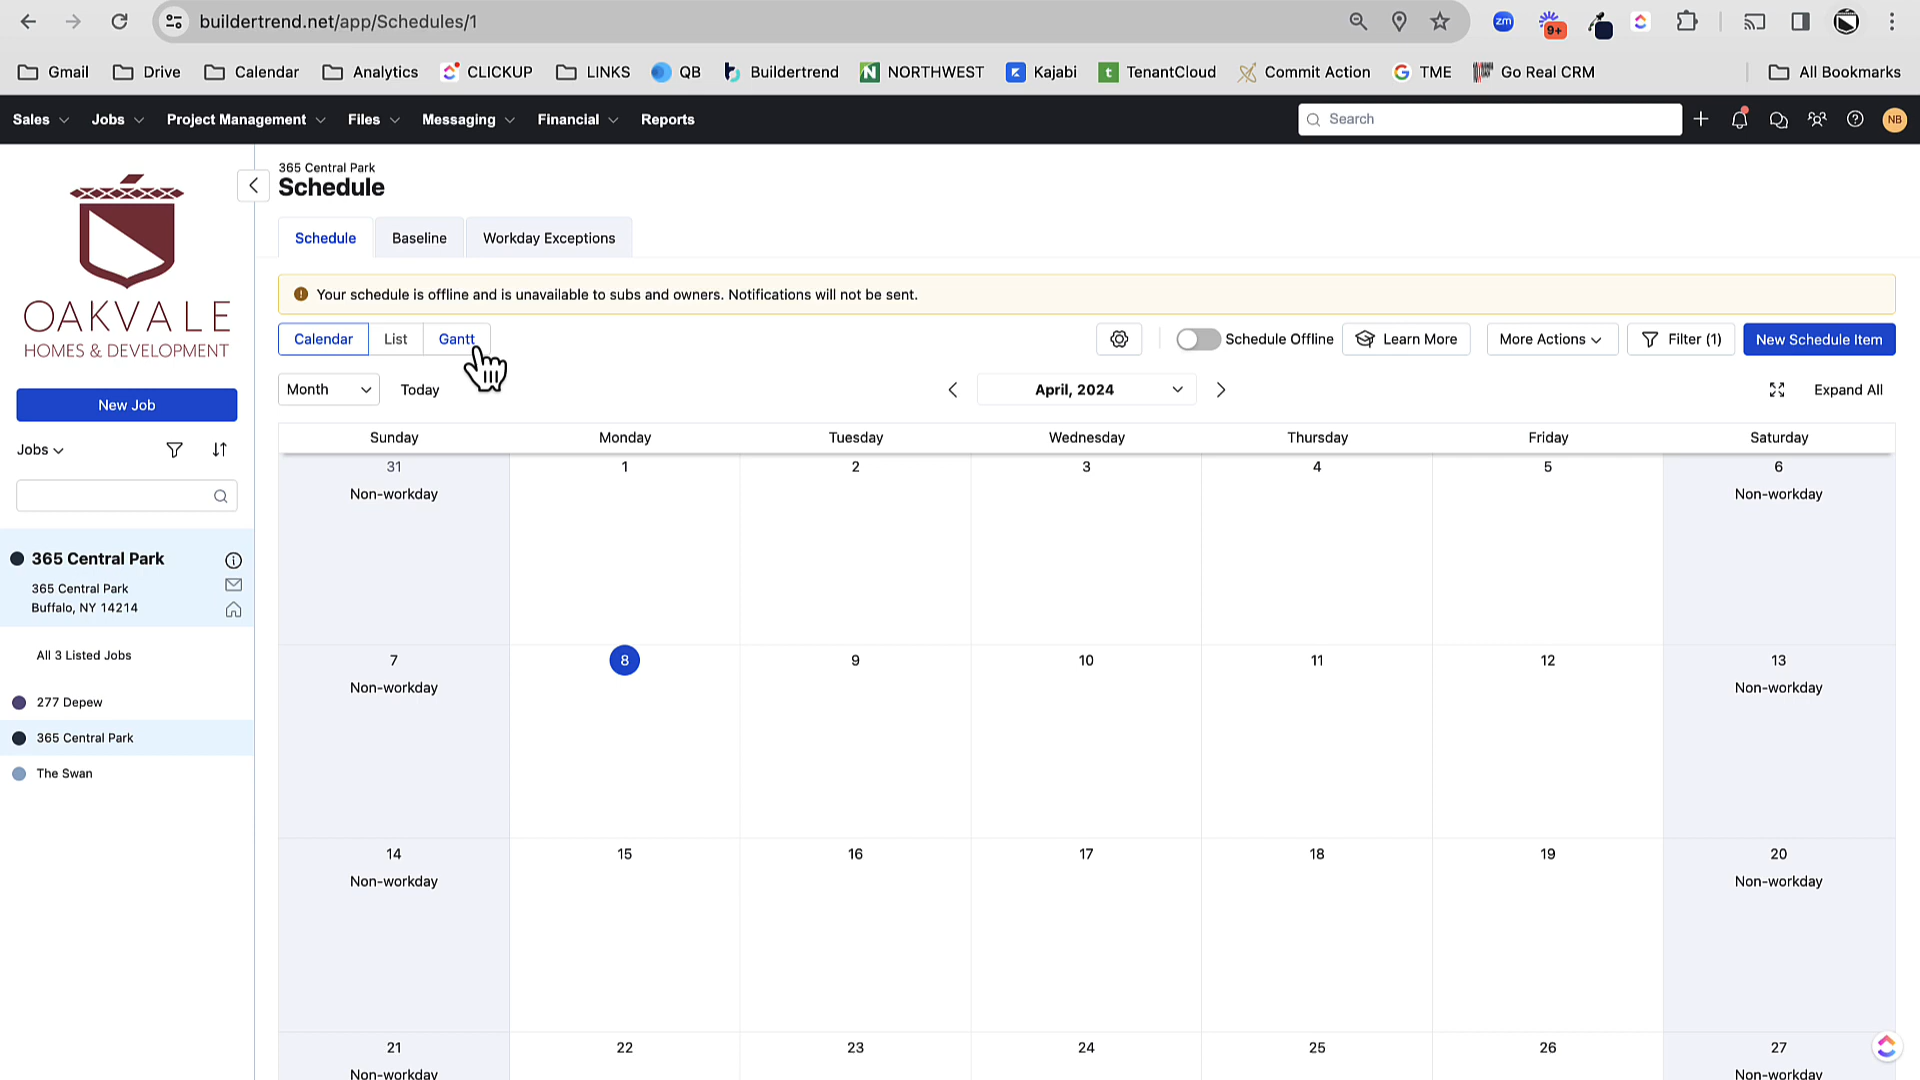 buildertrend.net/app/Schedules/1
zm
9+
Gmail Drive Calendar Analytics CLICKUP LINKS QB Buildertrend NORTHWEST Kajabi TenantCloud Commit Action TME Go Real CRM All Bookmarks
Sales Jobs Project Management Files Messaging Financial Reports Search NB
365 Central Park
Schedule
OAKVALE
HOMES & DEVELOPMENT
Schedule Baseline Workday Exceptions
Your schedule is offline and is unavailable to subs and owners. Notifications will not be sent.
Calendar List Gantt Schedule Offline Learn More More Actions Filter (1) New Schedule Item
Month Today April, 2024 Expand All
New Job
Jobs
365 Central Park
365 Central Park
Buffalo, NY 14214
All 3 Listed Jobs
277 Depew
365 Central Park
The Swan
Sunday Monday Tuesday Wednesday Thursday Friday Saturday
31 1 2 3 4 5 6
Non-workday Non-workday
7 8 9 10 11 12 13
Non-workday Non-workday
14 15 16 17 18 19 20
Non-workday Non-workday
21 22 23 24 25 26 27
Non-workday Non-workday